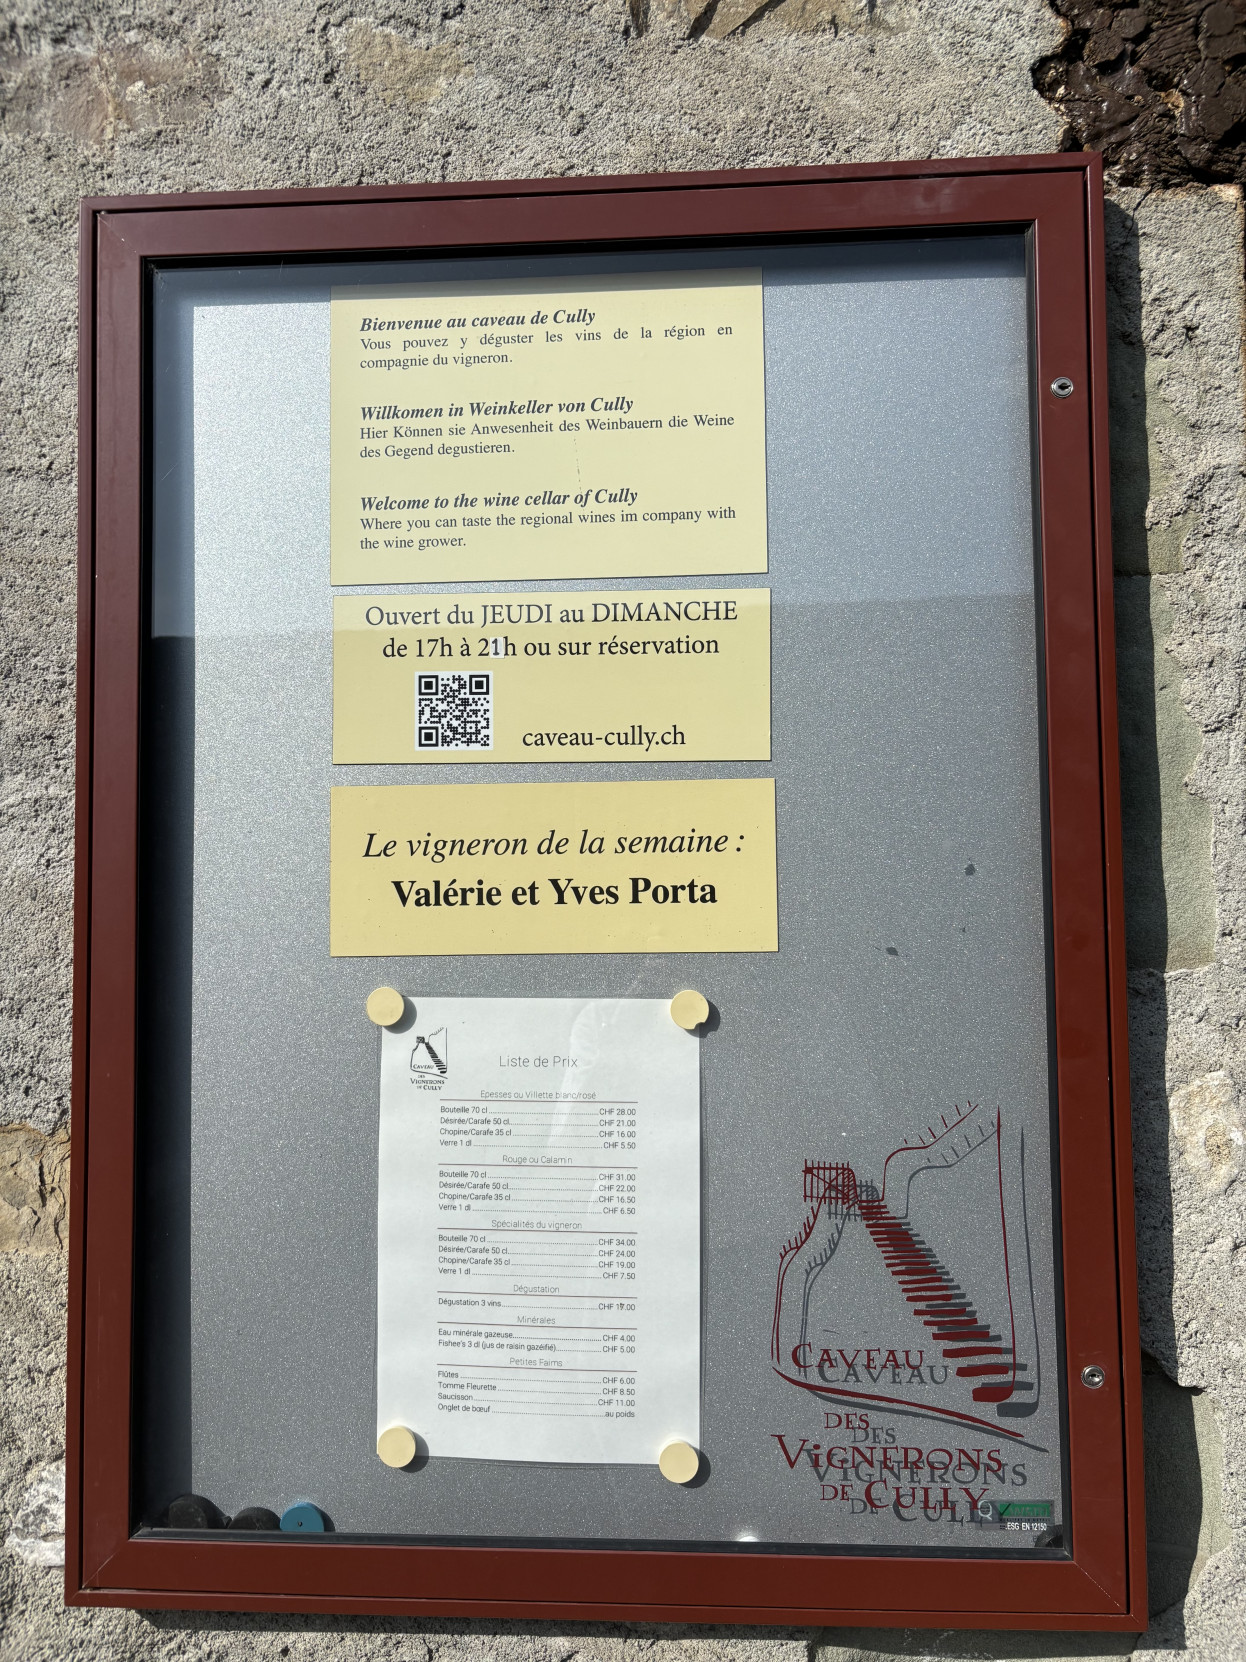 Bienvenue au caveau de Cully
Vous pouvez y déguster les vins de la région en
compagnie du vigneron.
Willkomen in Weinkeller von Cully
Hier Können sie Anwesenheit des Weinbauern die Weine
des Gegend degustieren.
Welcome to the wine cellar of Cully
Where you can taste the regional wines im company with
the wine grower.
Ouvert du JEUDI au DIMANCHE
de 17h à 21h ou sur réservation
caveau-cully.ch
Le vigneron de la semaine :
Valérie et Yves Porta
CAVEAU
DES
VIGNERONS
DE CULLY
Liste de Prix
Epesses ou Villette blanc/rosé
Bouteille 70 cl CHF 28.00
Désirée/Carafe 50 cl CHF 21.00
Chopine/Carafe 35 cl CHF 16.00
Verre 1 dl CHF 5.50
Rouge ou Calamin
Bouteille 70 cl CHF 31.00
Désirée/Carafe 50 cl CHF 22.00
Chopine/Carafe 35 cl CHF 16.50
Verre 1 dl CHF 6.50
Spécialités du vigneron
Bouteille 70 cl CHF 34.00
Désirée/Carafe 50 cl CHF 24.00
Chopine/Carafe 35 cl CHF 19.00
Verre 1 dl CHF 7.50
Dégustation
Dégustation 3 vins CHF 17.00
Minérales
Eau minérale gazeuse CHF 4.00
Fishee's 3 dl (jus de raisin gazéifié) CHF 5.00
Petites Faims
Flûtes CHF 6.00
Tomme Fleurette CHF 8.50
Saucisson CHF 11.00
Onglet de bœuf au poids
CAVEAU
DES
VIGNERONS
DE CULLY
ESG EN 12150